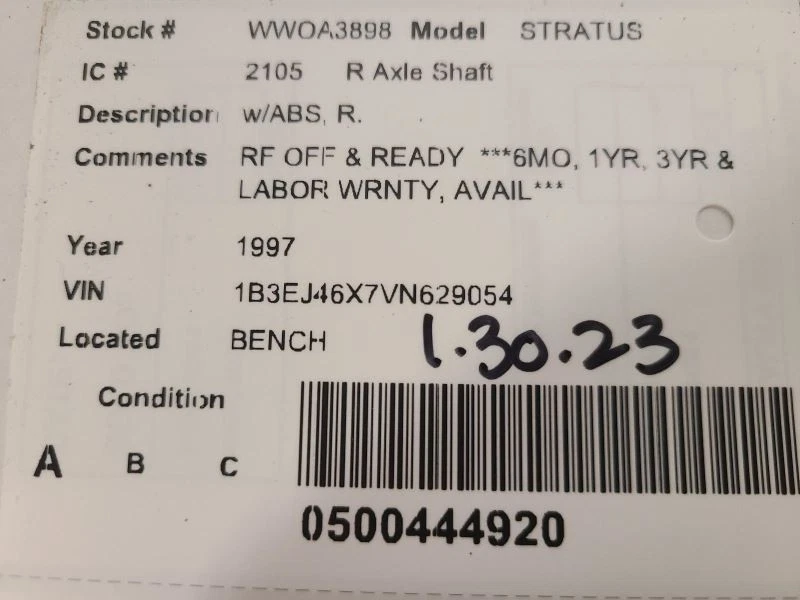 Stock # WWOA3898 Model STRATUS
IC # 2105 R Axle Shaft
Description w/ABS, R.
Comments RF OFF & READY ***6MO, 1YR, 3YR &
LABOR WRNTY, AVAIL***
Year 1997
VIN 1B3EJ46X7VN629054
Located BENCH 1.30.23
Condition
A B C
0500444920